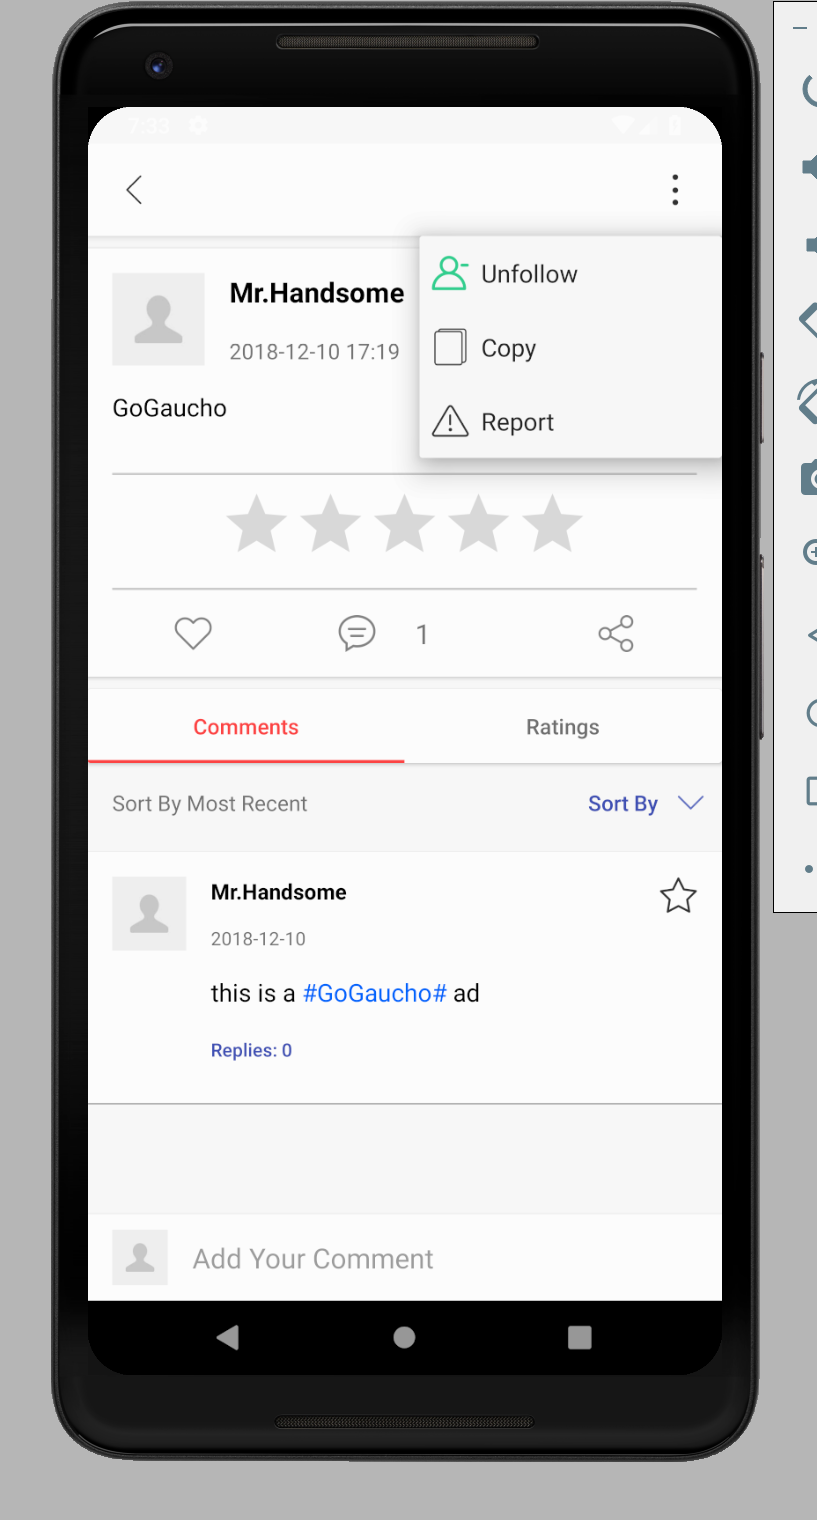 7:33
Mr.Handsome
2018-12-10 17:19
GoGaucho
Unfollow
Copy
Report
1
Comments
Ratings
Sort By Most Recent
Sort By
Mr.Handsome
2018-12-10
this is a #GoGaucho# ad
Replies: 0
Add Your Comment